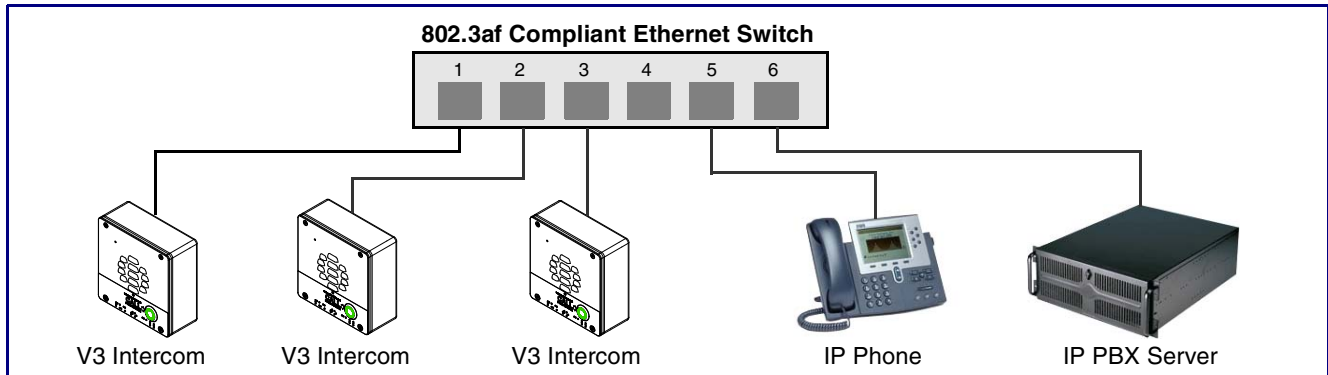 802.3af Compliant Ethernet Switch
1 2 3 4 5 6
V3 Intercom V3 Intercom V3 Intercom IP Phone IP PBX Server